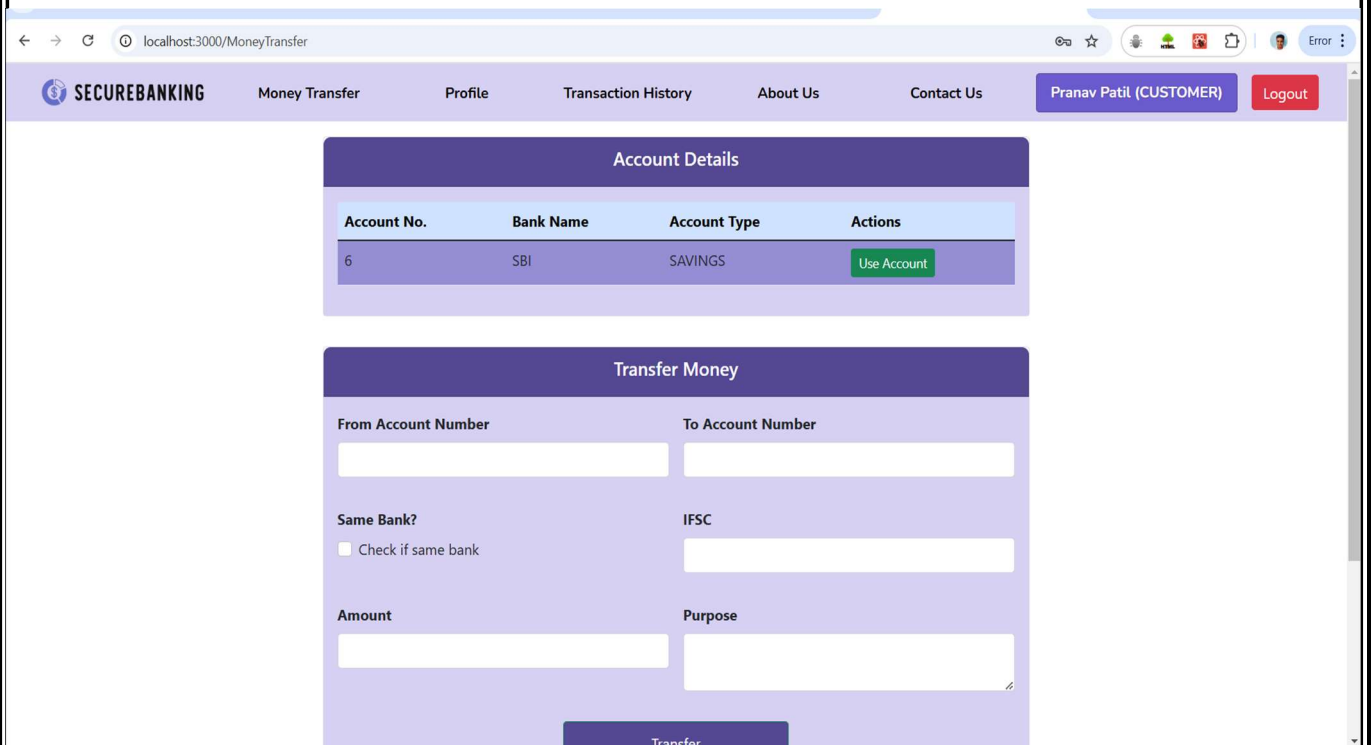 localhost:3000/MoneyTransfer Error
SECUREBANKING Money Transfer Profile Transaction History About Us Contact Us Pranav Patil (CUSTOMER) Logout
Account Details
Account No. Bank Name Account Type Actions
6 SBI SAVINGS Use Account
Transfer Money
From Account Number To Account Number
Same Bank? IFSC
Check if same bank
Amount Purpose
Transfer